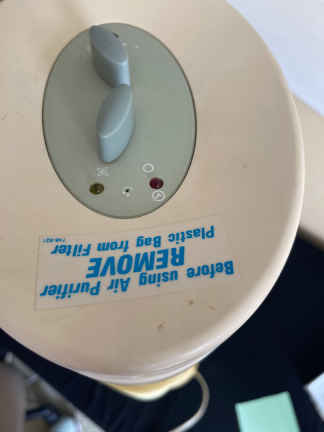 Before using Air Purifier
REMOVE
Plastic Bag from Filter